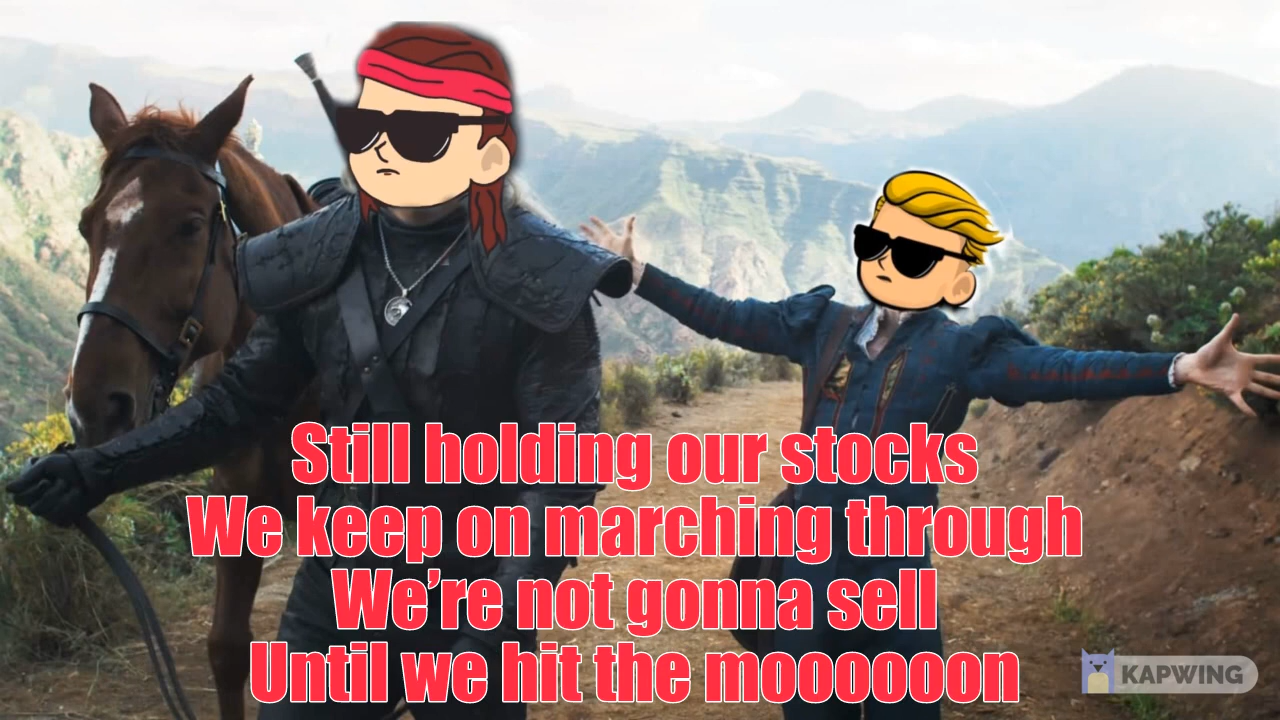 Still holding our stocks
We keep on marching through
We’re not gonna sell
Until we hit the mooooooon
KAPWING